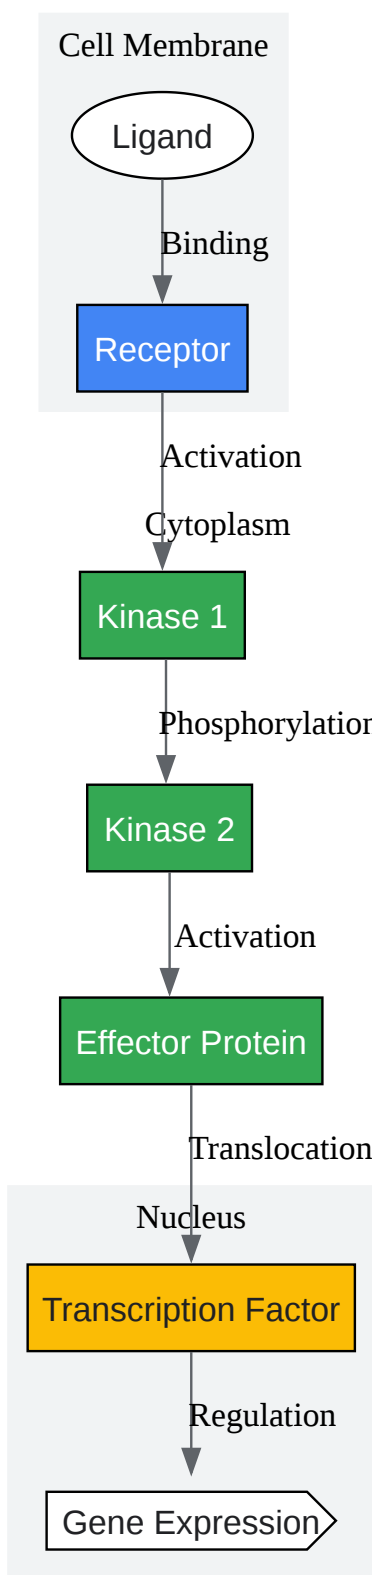 Cell Membrane
Ligand
Binding
Receptor
Activation
Cytoplasm
Kinase 1
Phosphorylation
Kinase 2
Activation
Effector Protein
Translocation
Nucleus
Transcription Factor
Regulation
Gene Expression